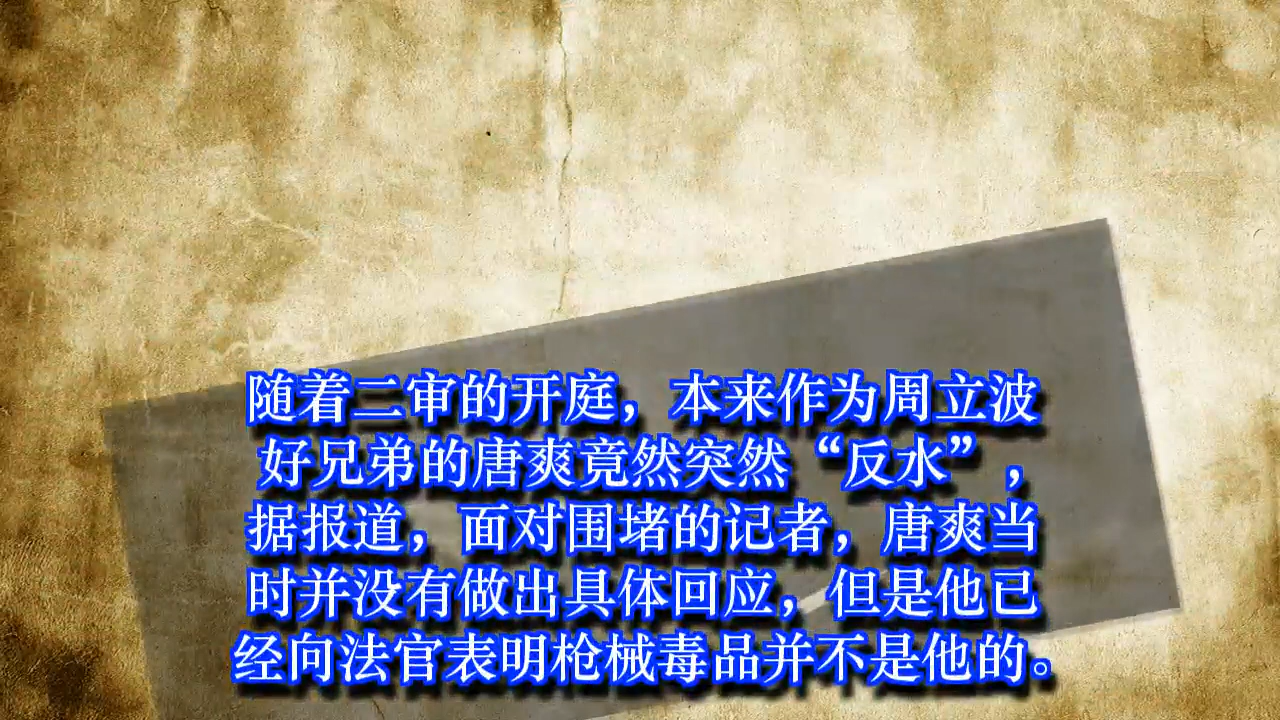 随着二审的开庭，本来作为周立波
好兄弟的唐爽竟然突然“反水”，
据报道，面对围堵的记者，唐爽当
时并没有做出具体回应，但是他已
经向法官表明枪械毒品并不是他的。